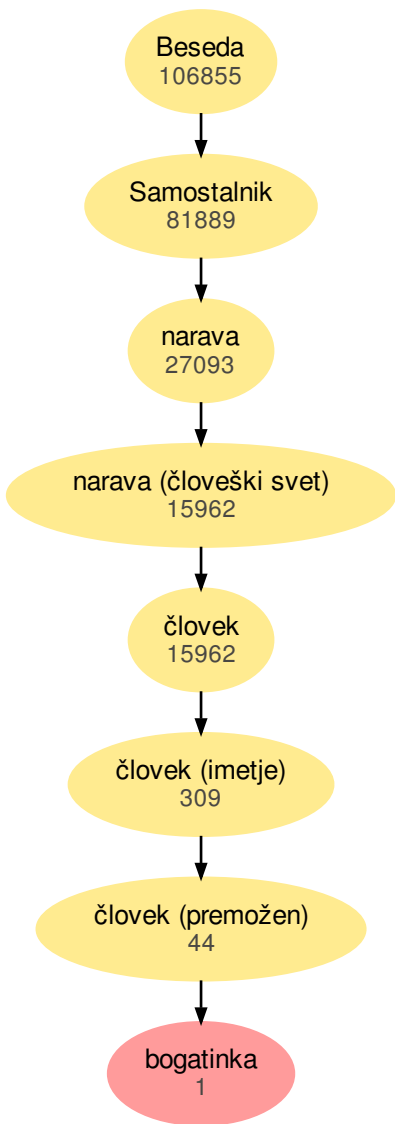 Beseda
106855
Samostalnik
81889
narava
27093
narava (človeški svet)
15962
človek
15962
človek (imetje)
309
človek (premožen)
44
bogatinka
1